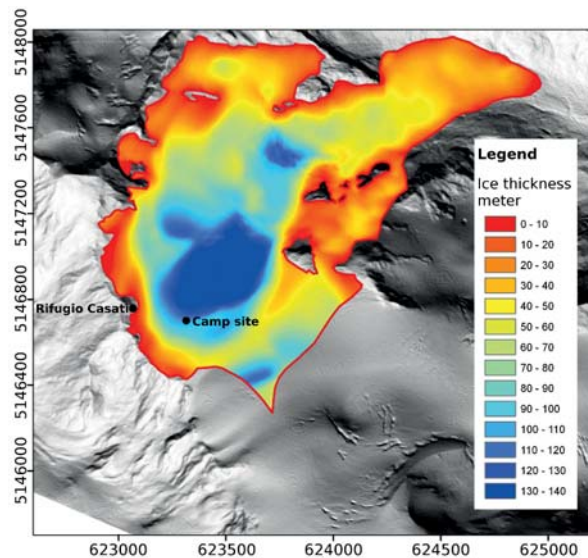 5148000
5147600
5147200
5146800
5146400
5146000
Rifugio Casati
Camp site
Legend
Ice thickness
meter
0 - 10
10 - 20
20 - 30
30 - 40
40 - 50
50 - 60
60 - 70
70 - 80
80 - 90
90 - 100
100 - 110
110 - 120
120 - 130
130 - 140
623000
623500
624000
624500
625000